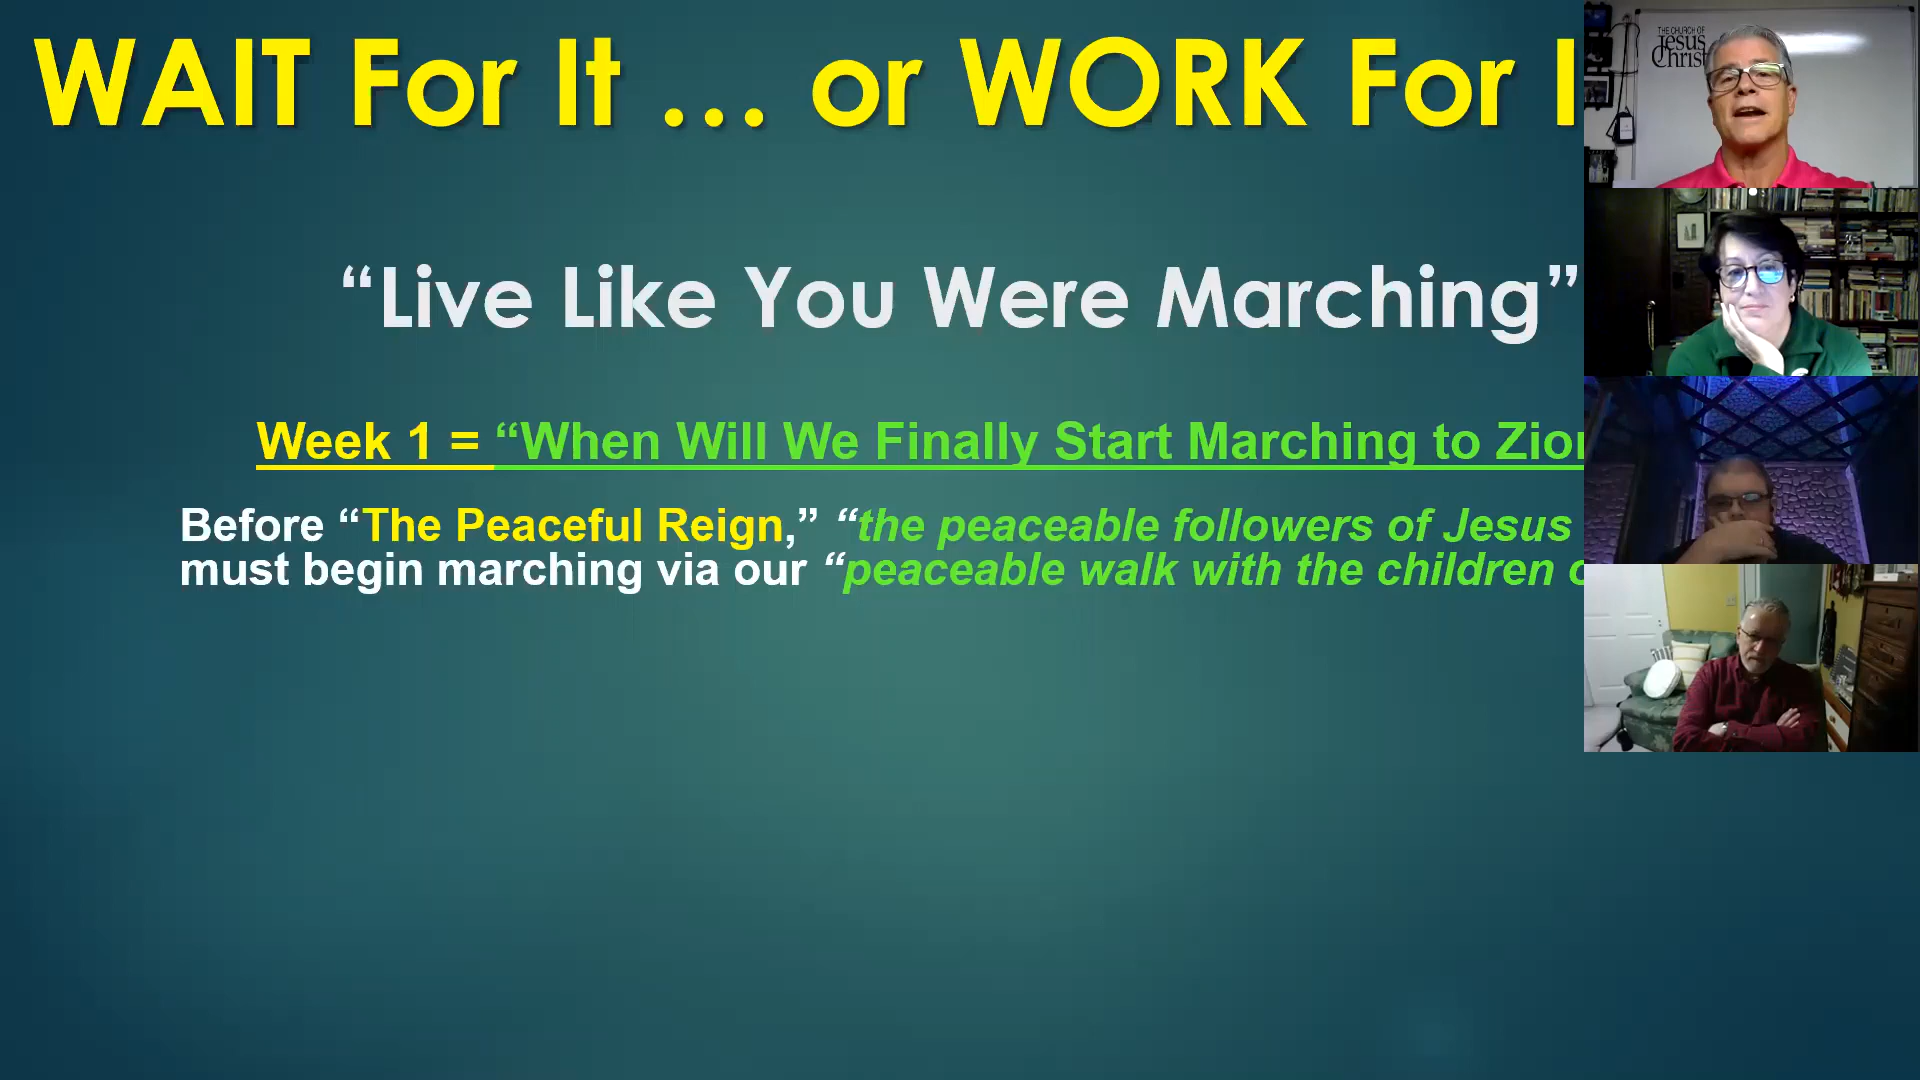 WAIT For It … or WORK For I
“Live Like You Were Marching”
Week 1 = “When Will We Finally Start Marching to Zion
Before “The Peaceful Reign,” “the peaceable followers of Jesus
must begin marching via our “peaceable walk with the children
THE CHURCH OF
Jesus
Christ